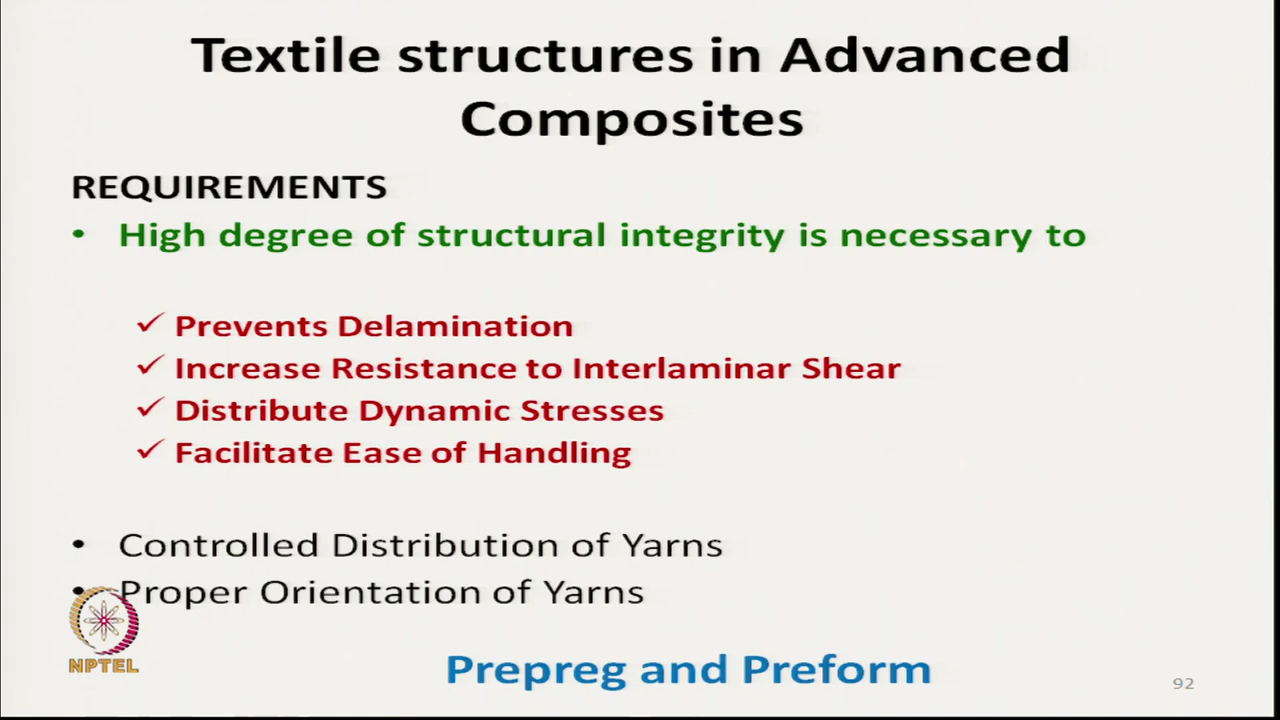 Textile structures in Advanced
Composites
REQUIREMENTS
• High degree of structural integrity is necessary to
✓ Prevents Delamination
✓ Increase Resistance to Interlaminar Shear
✓ Distribute Dynamic Stresses
✓ Facilitate Ease of Handling
• Controlled Distribution of Yarns
• Proper Orientation of Yarns
NPTEL
Prepreg and Preform
92